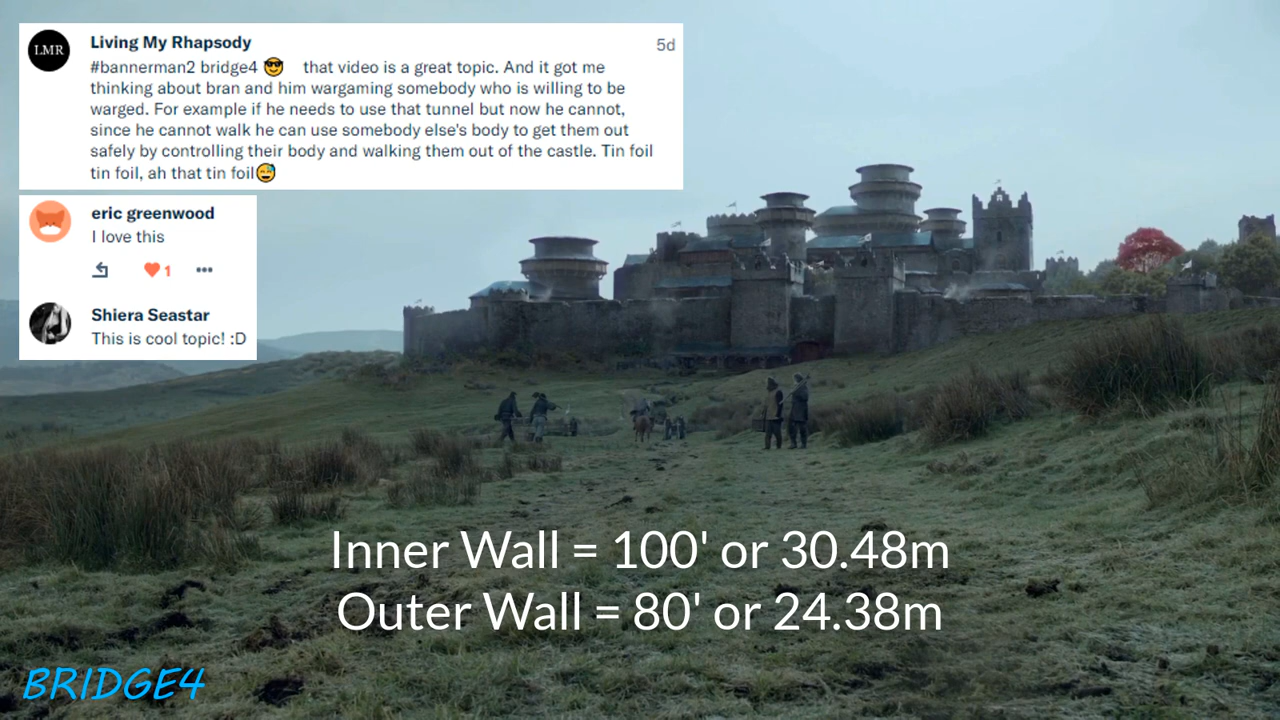 LMR
Living My Rhapsody
5d
#bannerman2 bridge4 😎 that video is a great topic. And it got me
thinking about bran and him wargaming somebody who is willing to be
warged. For example if he needs to use that tunnel but now he cannot,
since he cannot walk he can use somebody else's body to get them out
safely by controlling their body and walking them out of the castle. Tin foil
tin foil, ah that tin foil😅
eric greenwood
I love this
1
Shiera Seastar
This is cool topic! :D
Inner Wall = 100' or 30.48m
Outer Wall = 80' or 24.38m
BRIDGE4